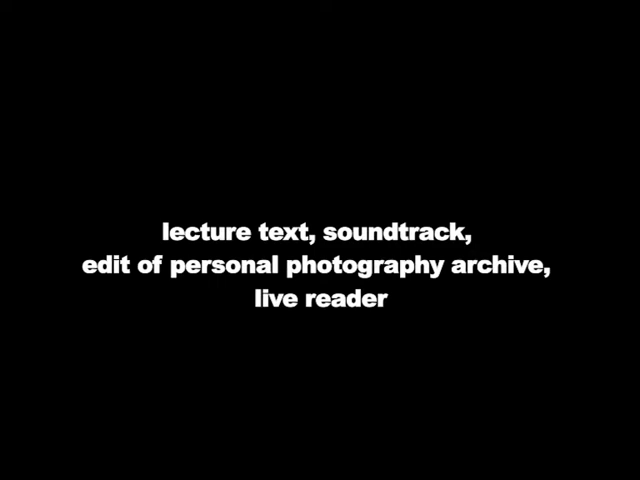 lecture text, soundtrack,
edit of personal photography archive,
live reader